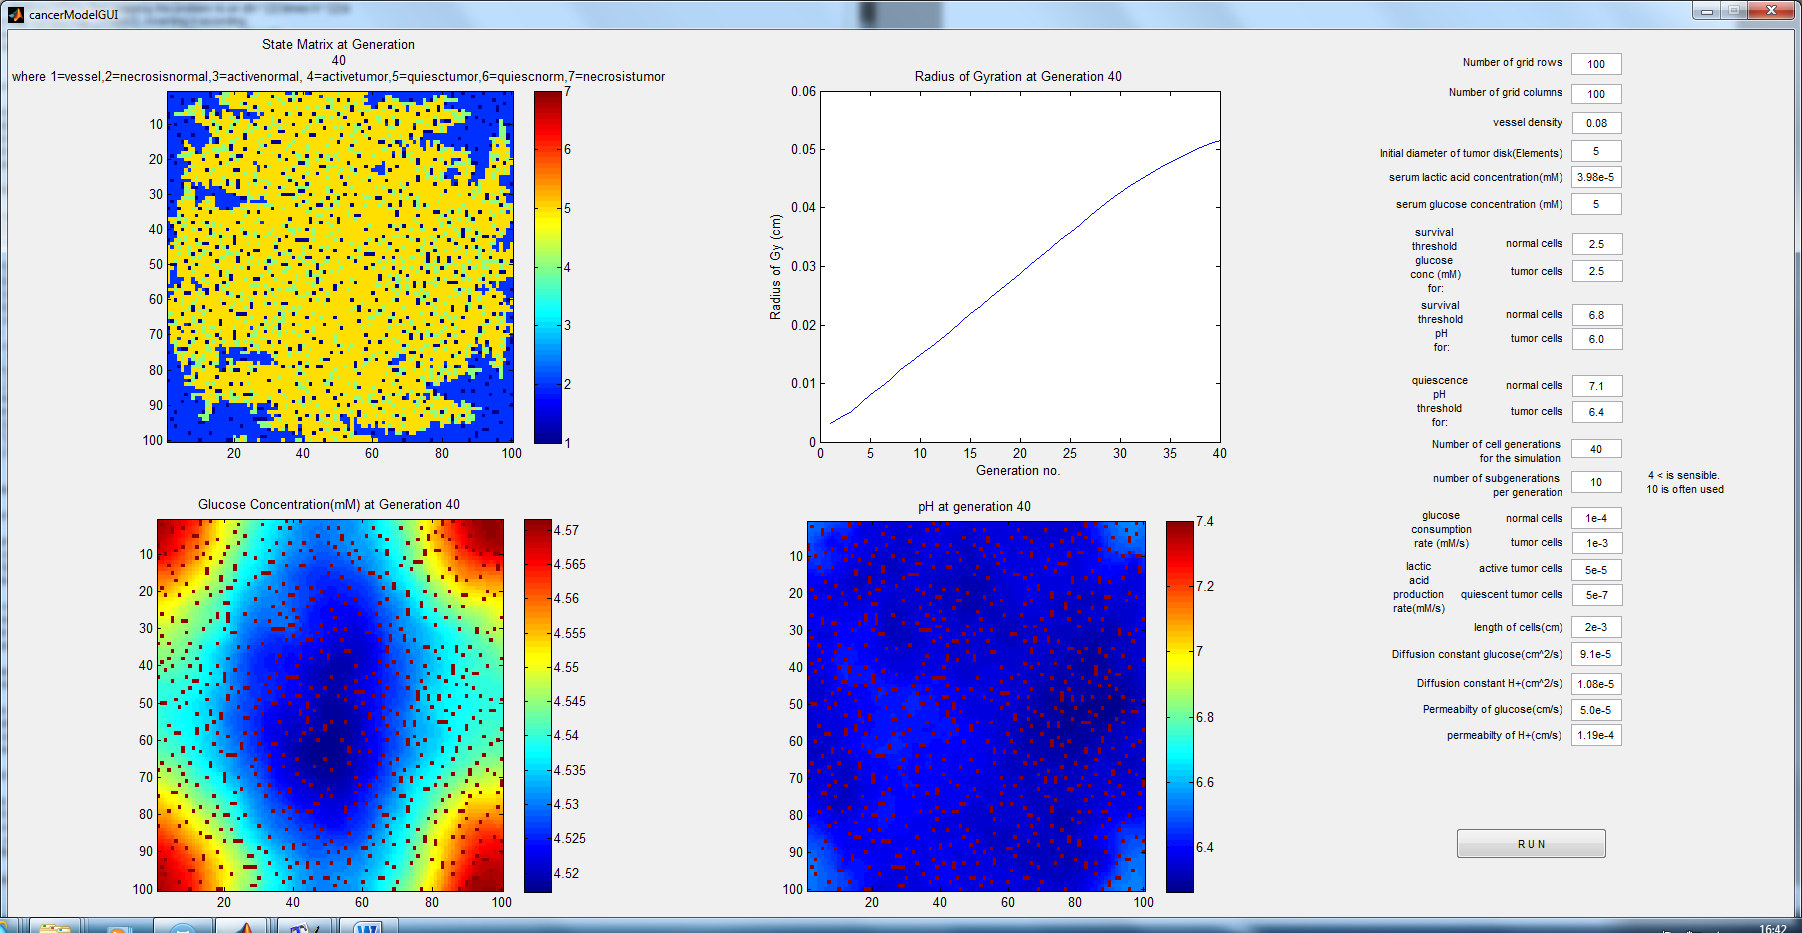 cancerModelGUI
State Matrix at Generation
40
where 1=vessel,2=necrosisnormal,3=activenormal, 4=activetumor,5=quiesctumor,6=quiescnorm,7=necrosistumor
10
20
30
40
50
60
70
80
90
100
20 40 60 80 100
7
6
5
4
3
2
1
Radius of Gyration at Generation 40
Radius of Gy (cm)
0.06
0.05
0.04
0.03
0.02
0.01
0
0 5 10 15 20 25 30 35 40
Generation no.
Glucose Concentration(mM) at Generation 40
10
20
30
40
50
60
70
80
90
100
20 40 60 80 100
4.57
4.565
4.56
4.555
4.55
4.545
4.54
4.535
4.53
4.525
4.52
pH at generation 40
10
20
30
40
50
60
70
80
90
100
20 40 60 80 100
7.4
7.2
7
6.8
6.6
6.4
Number of grid rows 100
Number of grid columns 100
vessel density 0.08
Initial diameter of tumor disk(Elements) 5
serum lactic acid concentration(mM) 3.98e-5
serum glucose concentration (mM) 5
survival
threshold
glucose
conc (mM)
for:
normal cells 2.5
tumor cells 2.5
survival
threshold
pH
for:
normal cells 6.8
tumor cells 6.0
quiescence
pH
threshold
for:
normal cells 7.1
tumor cells 6.4
Number of cell generations
for the simulation
40
number of subgenerations
per generation
10
4 < is sensible.
10 is often used
glucose
consumption
rate (mM/s)
normal cells 1e-4
tumor cells 1e-3
lactic
acid
production
rate(mM/s)
active tumor cells 5e-5
quiescent tumor cells 5e-7
length of cells(cm) 2e-3
Diffusion constant glucose(cm^2/s) 9.1e-5
Diffusion constant H+(cm^2/s) 1.08e-5
Permeabilty of glucose(cm/s) 5.0e-5
permeabilty of H+(cm/s) 1.19e-4
RUN
16:42